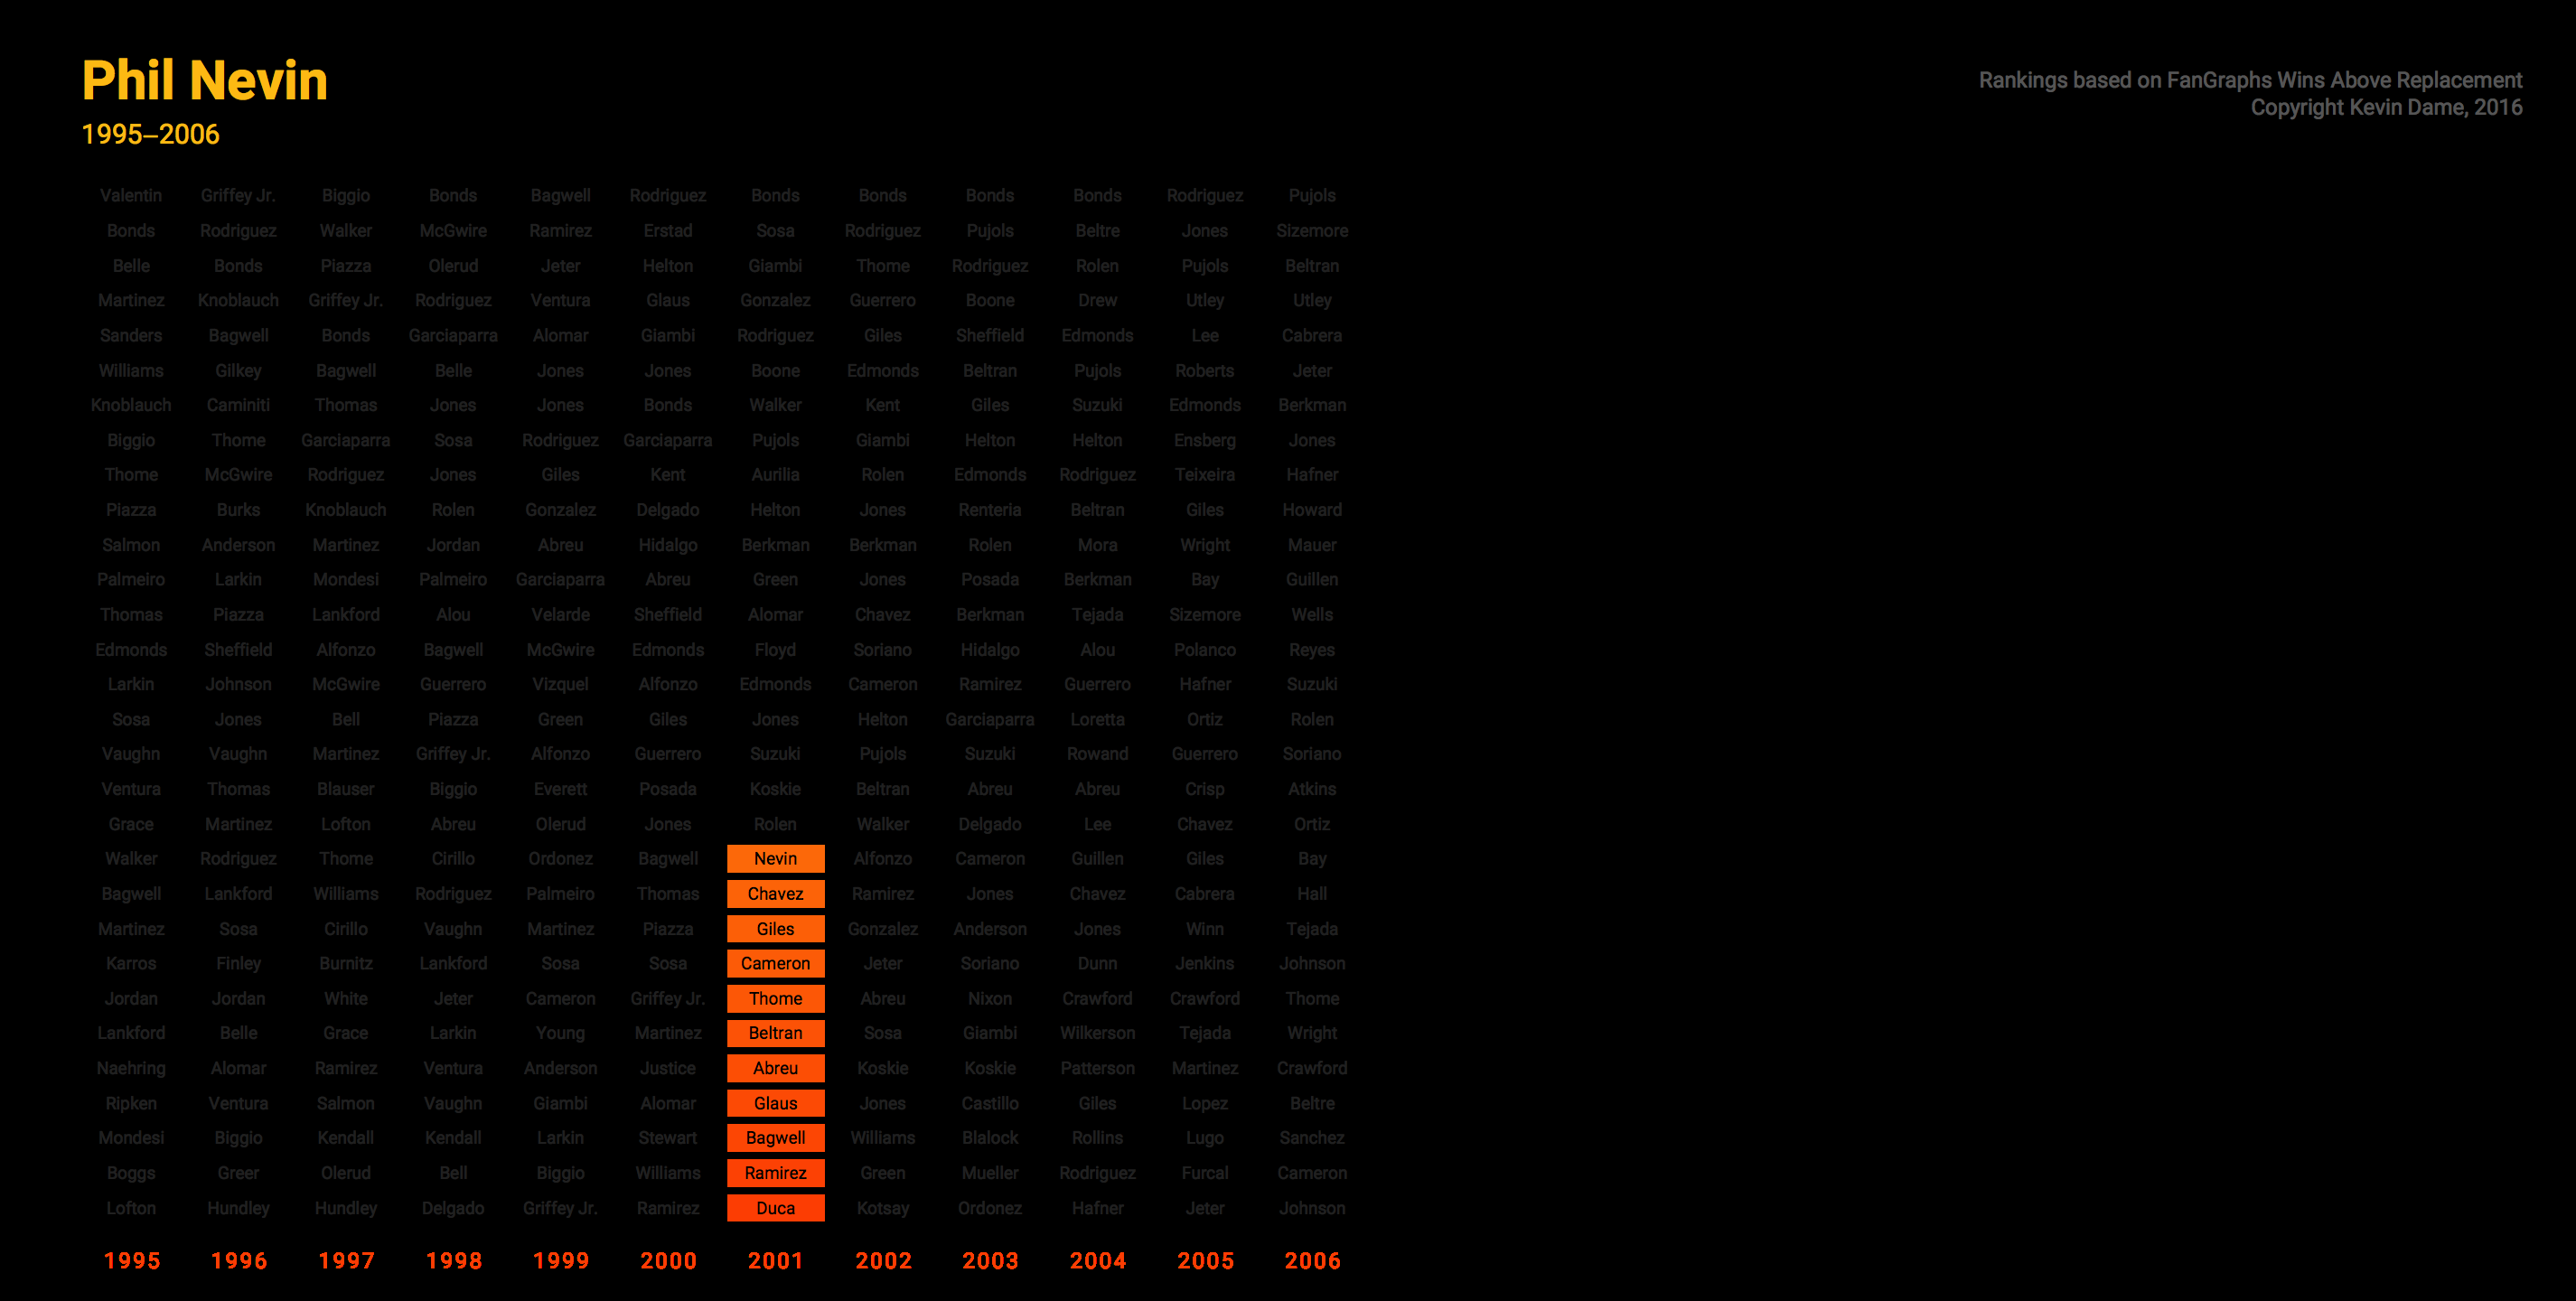 Phil Nevin
1995–2006
Rankings based on FanGraphs Wins Above Replacement
Copyright Kevin Dame, 2016
Valentin Griffey Jr. Biggio Bonds Bagwell Rodriguez Bonds Bonds Bonds Bonds Rodriguez Pujols
Bonds Rodriguez Walker McGwire Ramirez Erstad Sosa Rodriguez Pujols Beltre Jones Sizemore
Belle Bonds Piazza Olerud Jeter Helton Giambi Thome Rodriguez Rolen Pujols Beltran
Martinez Knoblauch Griffey Jr. Rodriguez Ventura Glaus Gonzalez Guerrero Boone Drew Utley Utley
Sanders Bagwell Bonds Garciaparra Alomar Giambi Rodriguez Giles Sheffield Edmonds Lee Cabrera
Williams Gilkey Bagwell Belle Jones Jones Boone Edmonds Beltran Pujols Roberts Jeter
Knoblauch Caminiti Thomas Jones Jones Bonds Walker Kent Giles Suzuki Edmonds Berkman
Biggio Thome Garciaparra Sosa Rodriguez Garciaparra Pujols Giambi Helton Helton Ensberg Jones
Thome McGwire Rodriguez Jones Giles Kent Aurilia Rolen Edmonds Rodriguez Teixeira Hafner
Piazza Burks Knoblauch Rolen Gonzalez Delgado Helton Jones Renteria Beltran Giles Howard
Salmon Anderson Martinez Jordan Abreu Hidalgo Berkman Berkman Rolen Mora Wright Mauer
Palmeiro Larkin Mondesi Palmeiro Garciaparra Abreu Green Jones Posada Berkman Bay Guillen
Thomas Piazza Lankford Alou Velarde Sheffield Alomar Chavez Berkman Tejada Sizemore Wells
Edmonds Sheffield Alfonzo Bagwell McGwire Edmonds Floyd Soriano Hidalgo Alou Polanco Reyes
Larkin Johnson McGwire Guerrero Vizquel Alfonzo Edmonds Cameron Ramirez Guerrero Hafner Suzuki
Sosa Jones Bell Piazza Green Giles Jones Helton Garciaparra Loretta Ortiz Rolen
Vaughn Vaughn Martinez Griffey Jr. Alfonzo Guerrero Suzuki Pujols Suzuki Rowand Guerrero Soriano
Ventura Thomas Blauser Biggio Everett Posada Koskie Beltran Abreu Abreu Crisp Atkins
Grace Martinez Lofton Abreu Olerud Jones Rolen Walker Delgado Lee Chavez Ortiz
Walker Rodriguez Thome Cirillo Ordonez Bagwell Nevin Alfonzo Cameron Guillen Giles Bay
Bagwell Lankford Williams Rodriguez Palmeiro Thomas Chavez Ramirez Jones Chavez Cabrera Hall
Martinez Sosa Cirillo Vaughn Martinez Piazza Giles Gonzalez Anderson Jones Winn Tejada
Karros Finley Burnitz Lankford Sosa Sosa Cameron Jeter Soriano Dunn Jenkins Johnson
Jordan Jordan White Jeter Cameron Griffey Jr. Thome Abreu Nixon Crawford Crawford Thome
Lankford Belle Grace Larkin Young Martinez Beltran Sosa Giambi Wilkerson Tejada Wright
Naehring Alomar Ramirez Ventura Anderson Justice Abreu Koskie Koskie Patterson Martinez Crawford
Ripken Ventura Salmon Vaughn Giambi Alomar Glaus Jones Castillo Giles Lopez Beltre
Mondesi Biggio Kendall Kendall Larkin Stewart Bagwell Williams Blalock Rollins Lugo Sanchez
Boggs Greer Olerud Bell Biggio Williams Ramirez Green Mueller Rodriguez Furcal Cameron
Lofton Hundley Hundley Delgado Griffey Jr. Ramirez Duca Kotsay Ordonez Hafner Jeter Johnson
1995 1996 1997 1998 1999 2000 2001 2002 2003 2004 2005 2006